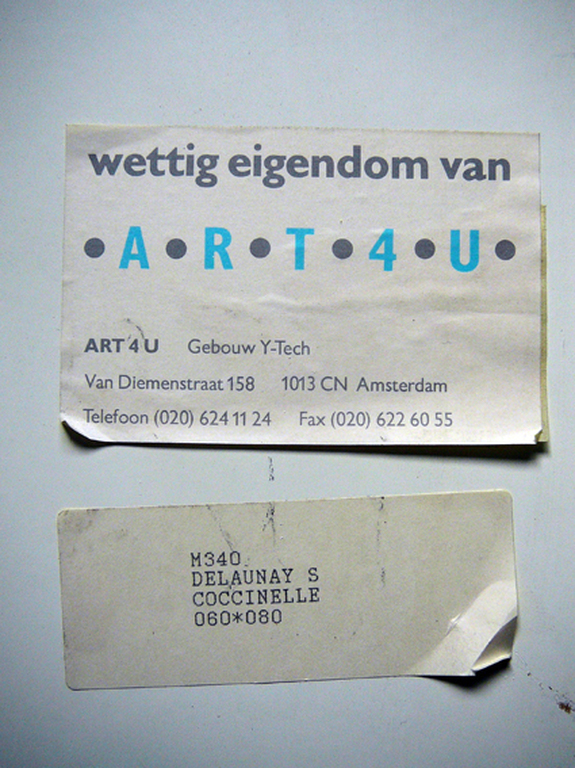 wettig eigendom van
•A•R•T•4•U•
ART 4 U Gebouw Y-Tech
Van Diemenstraat 158 1013 CN Amsterdam
Telefoon (020) 624 11 24 Fax (020) 622 60 55
M340
DELAUNAY S
COCCINELLE
060*080